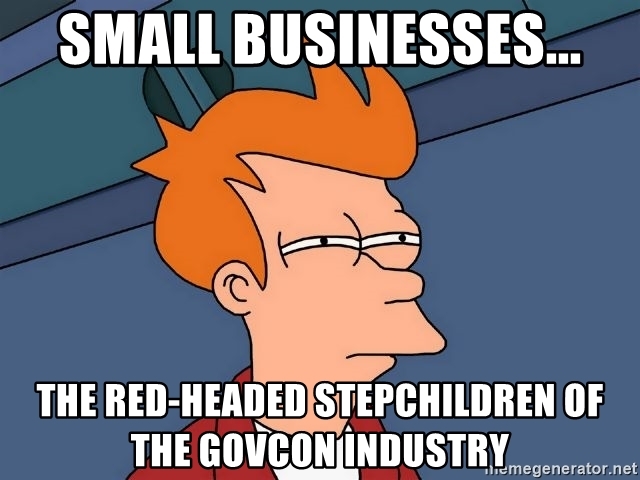 SMALL BUSINESSES...
THE RED-HEADED STEPCHILDREN OF
THE GOVCON INDUSTRY
memegenerator.net